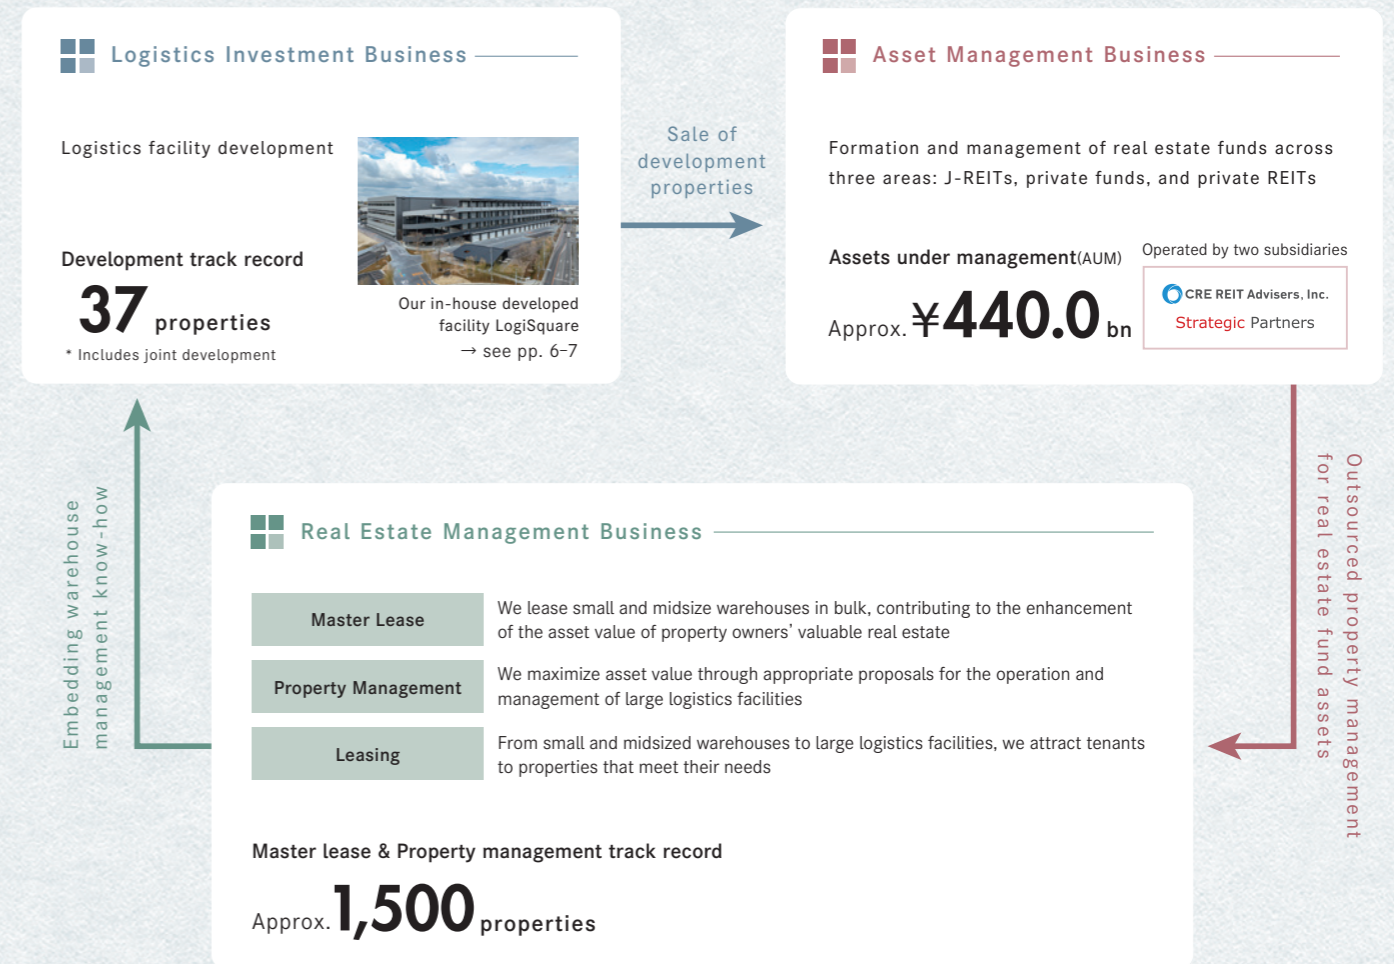 Logistics Investment Business
Logistics facility development
Development track record
37 properties
* Includes joint development
Our in-house developed
facility LogiSquare
→ see pp. 6–7
Sale of
development
properties
Asset Management Business
Formation and management of real estate funds across
three areas: J-REITs, private funds, and private REITs
Assets under management(AUM)
Approx. ¥440.0 bn
Operated by two subsidiaries
CRE REIT Advisers, Inc.
Strategic Partners
Outsourced property management
for real estate fund assets
Real Estate Management Business
Master Lease
We lease small and midsize warehouses in bulk, contributing to the enhancement
of the asset value of property owners’ valuable real estate
Property Management
We maximize asset value through appropriate proposals for the operation and
management of large logistics facilities
Leasing
From small and midsized warehouses to large logistics facilities, we attract tenants
to properties that meet their needs
Master lease & Property management track record
Approx. 1,500 properties
Embedding warehouse
management know-how